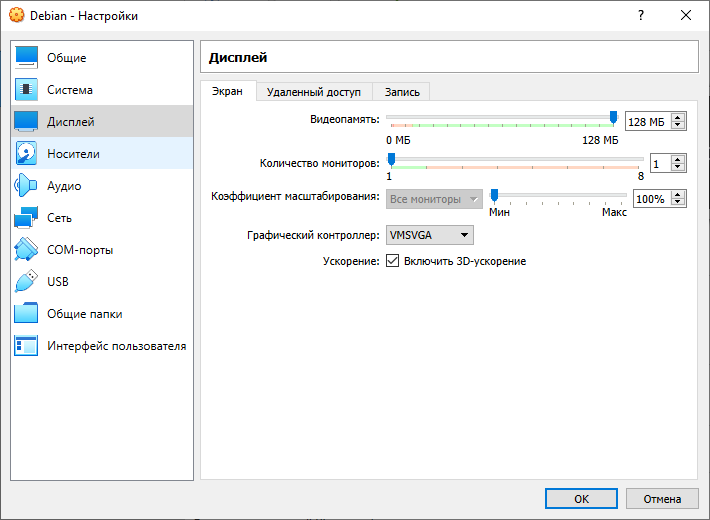 Debian - Настройки
?
Общие
Система
Дисплей
Носители
Аудио
Сеть
COM-порты
USB
Общие папки
Интерфейс пользователя
Дисплей
Экран
Удаленный доступ
Запись
Видеопамять:
128 МБ
0 МБ
128 МБ
Количество мониторов:
1
1
8
Коэффициент масштабирования:
Все мониторы
100%
Мин
Макс
Графический контроллер:
VMSVGA
Ускорение:
Включить 3D-ускорение
OK
Отмена